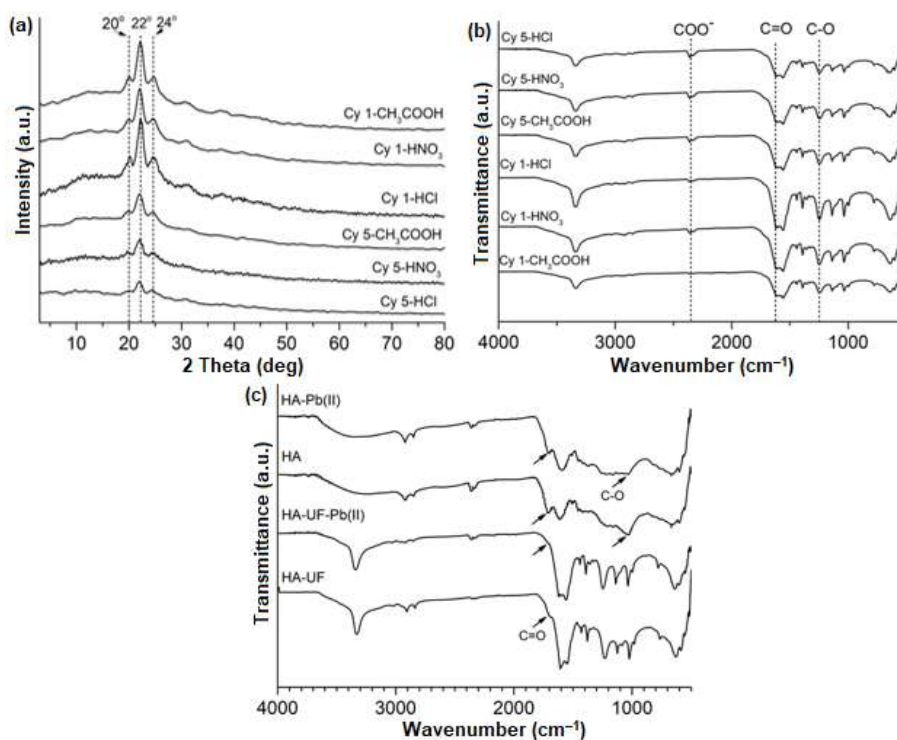 (a)
20° 22° 24°
Cy 1-CH₃COOH
Cy 1-HNO₃
Cy 1-HCl
Cy 5-CH₃COOH
Cy 5-HNO₃
Cy 5-HCl
Intensity (a.u.)
10 20 30 40 50 60 70 80
2 Theta (deg)
(b)
COO⁻ C=O C-O
Cy 5-HCl
Cy 5-HNO₃
Cy 5-CH₃COOH
Cy 1-HCl
Cy 1-HNO₃
Cy 1-CH₃COOH
Transmittance (a.u.)
4000 3000 2000 1000
Wavenumber (cm⁻¹)
(c)
HA-Pb(II)
HA
C-O
HA-UF-Pb(II)
HA-UF
C=O
Transmittance (a.u.)
4000 3000 2000 1000
Wavenumber (cm⁻¹)